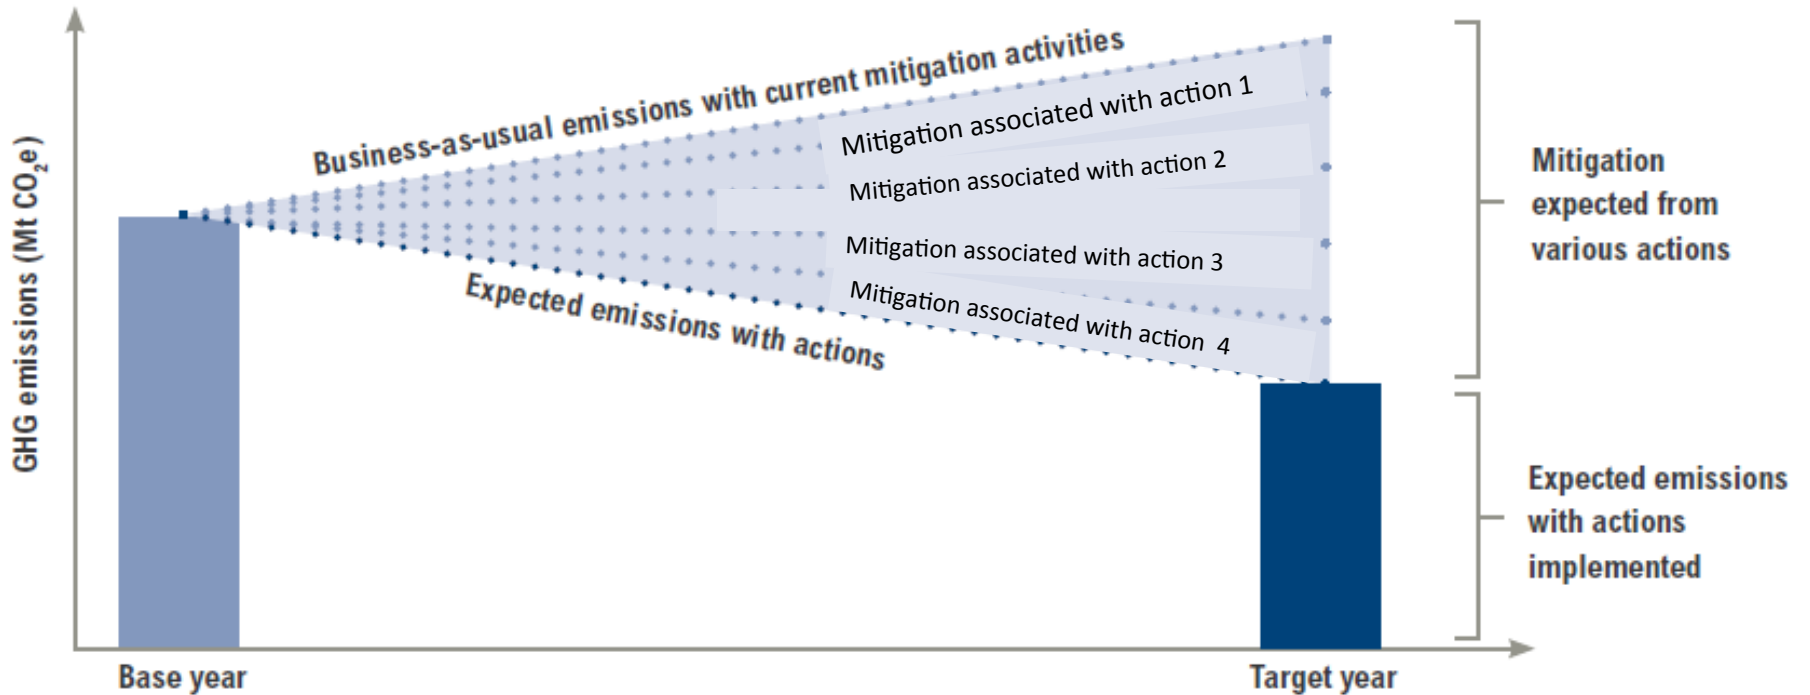 GHG emissions (Mt CO₂e)
Business-as-usual emissions with current mitigation activities
Mitigation associated with action 1
Mitigation associated with action 2
Mitigation associated with action 3
Mitigation associated with action  4
Expected emissions with actions
Mitigation
expected from
various actions
Expected emissions
with actions
implemented
Base year
Target year